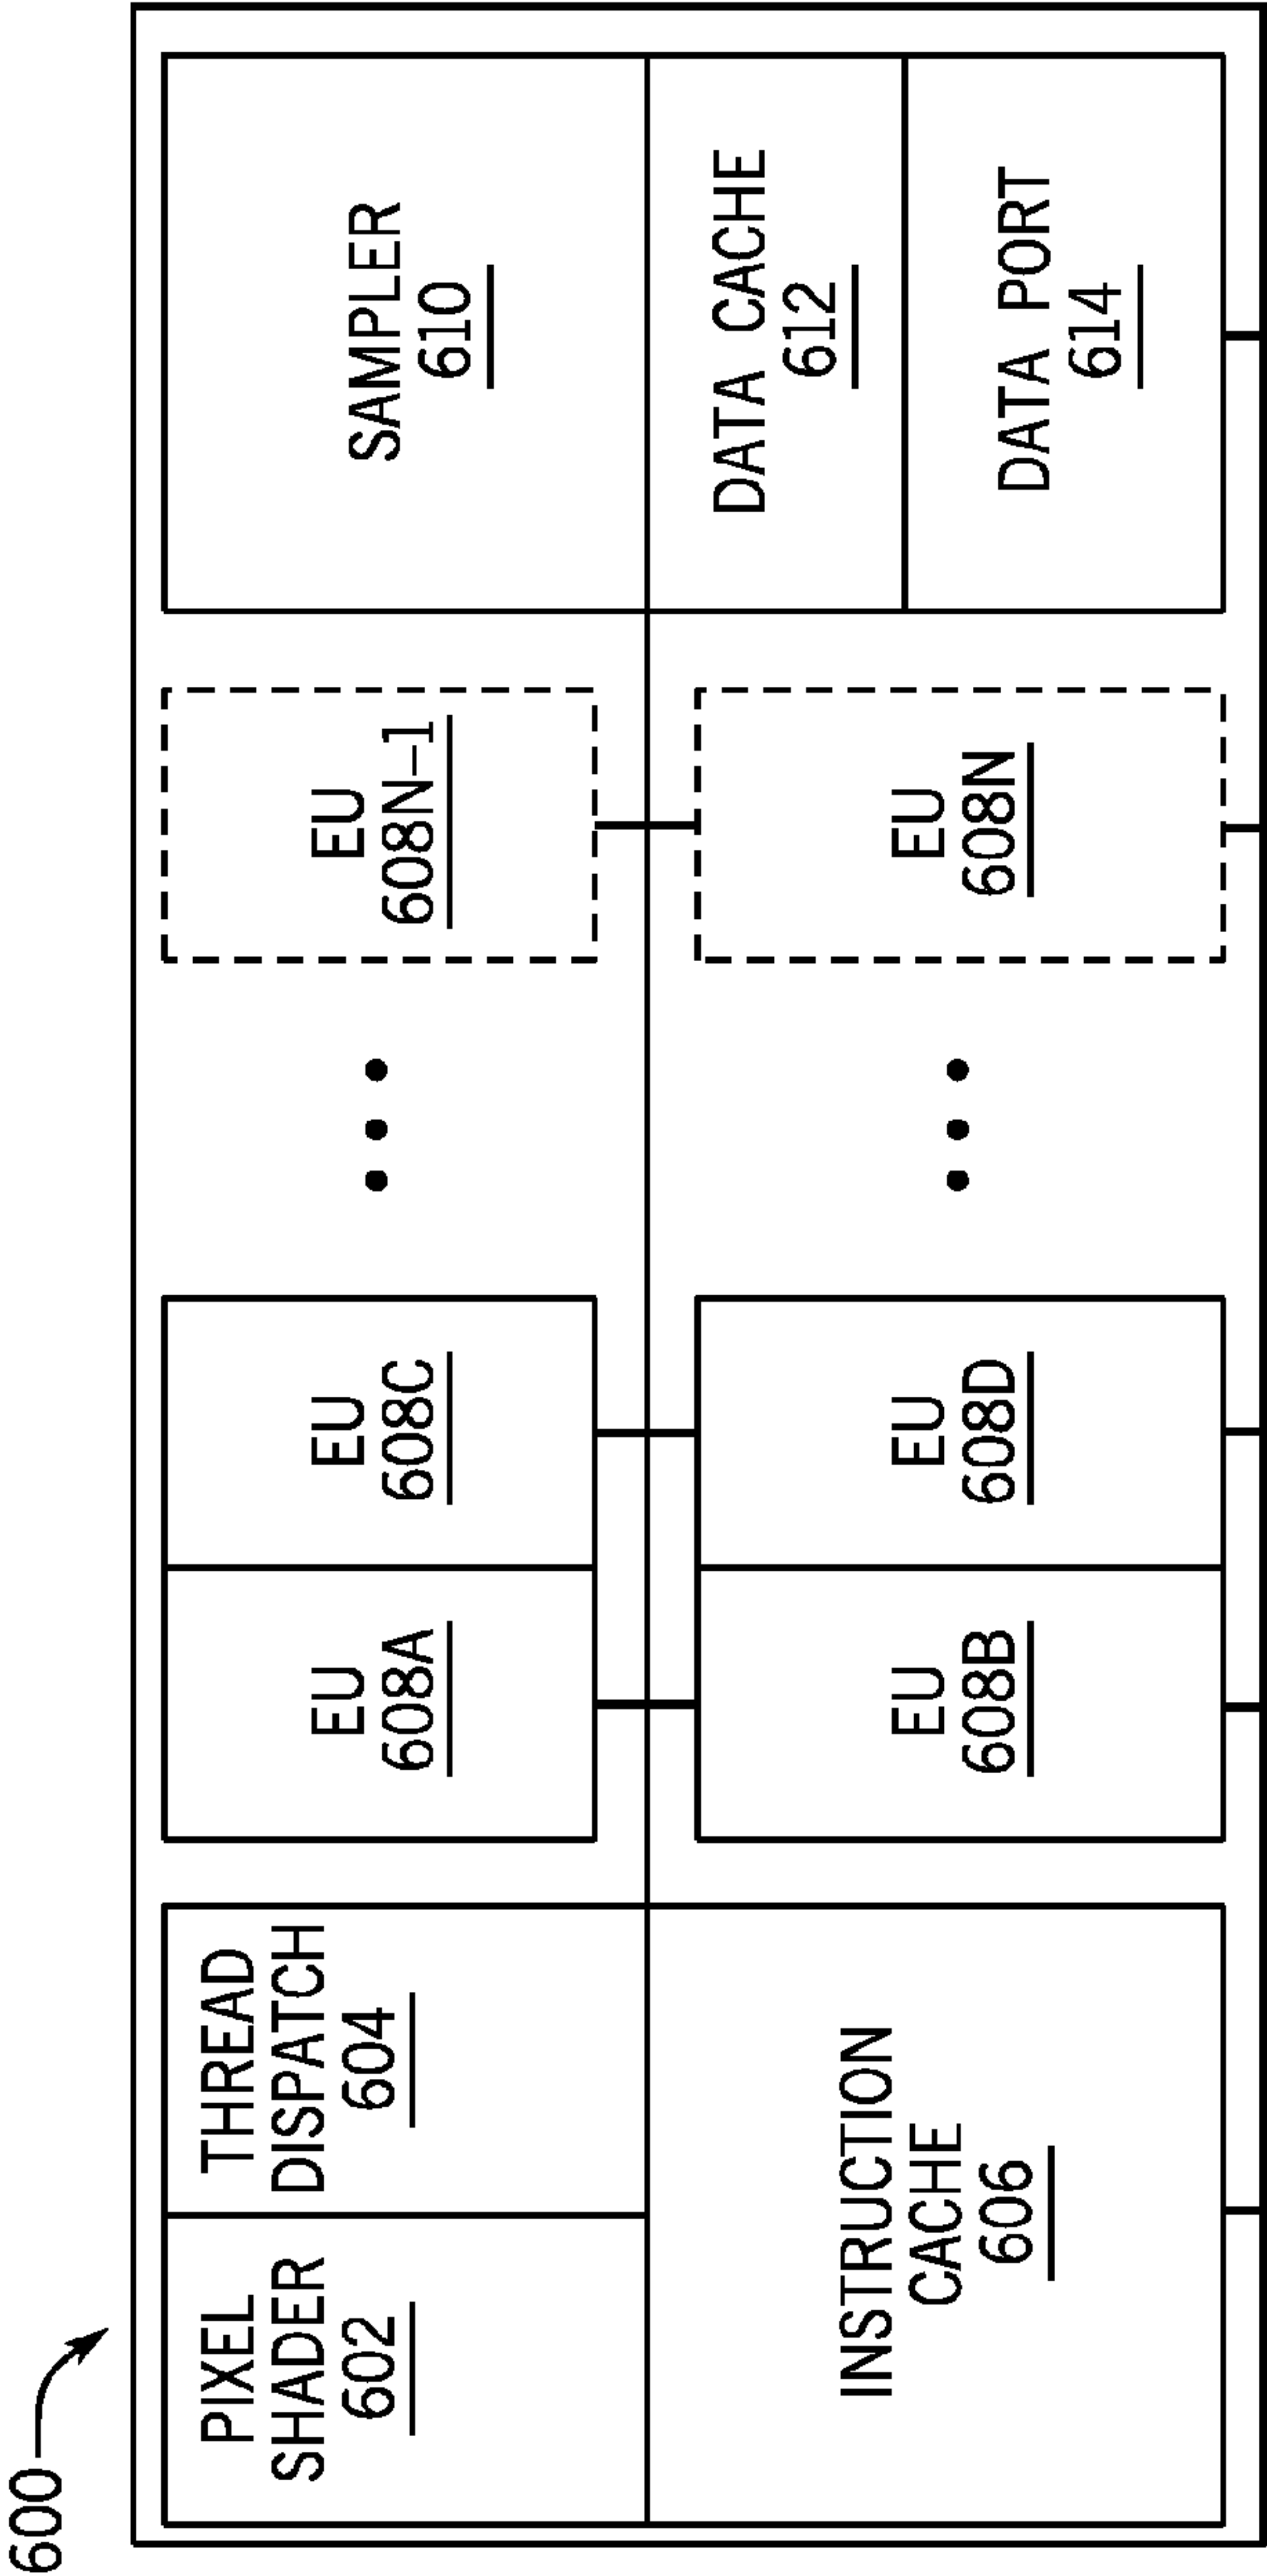 600
PIXEL
SHADER
602
THREAD
DISPATCH
604
INSTRUCTION
CACHE
606
EU
608A
EU
608C
EU
608B
EU
608D
EU
608N-1
EU
608N
SAMPLER
610
DATA CACHE
612
DATA PORT
614